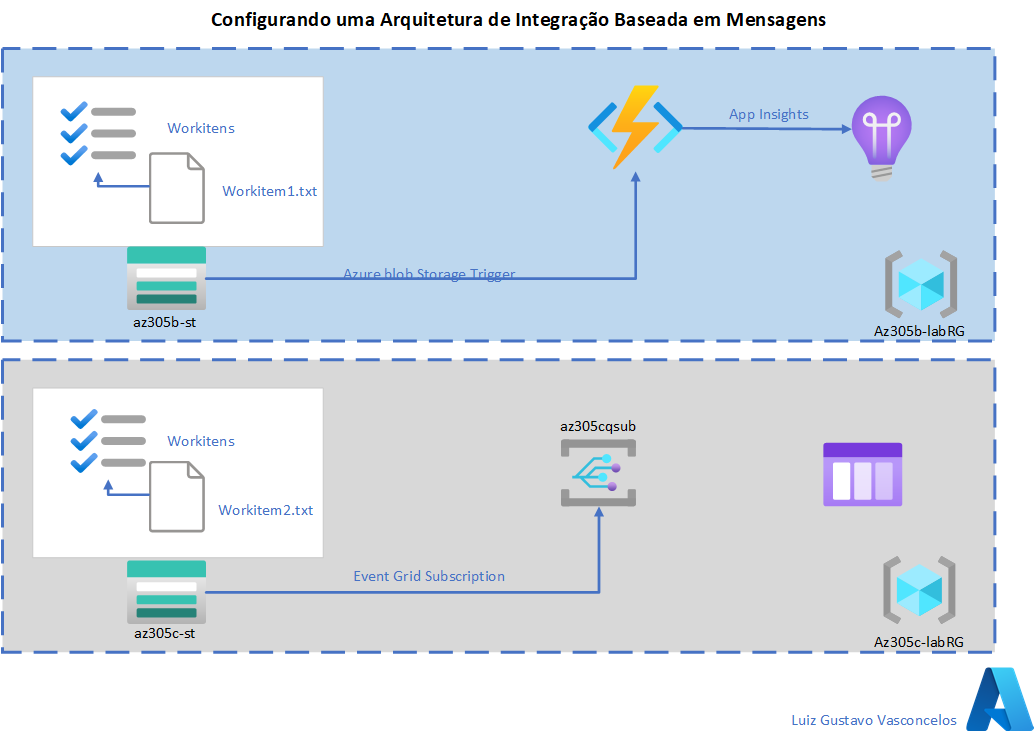 Configurando uma Arquitetura de Integração Baseada em Mensagens
Workitens
Workitem1.txt
App Insights
Azure blob Storage Trigger
az305b-st
Az305b-labRG
Workitens
Workitem2.txt
az305cqsub
Event Grid Subscription
az305c-st
Az305c-labRG
Luiz Gustavo Vasconcelos